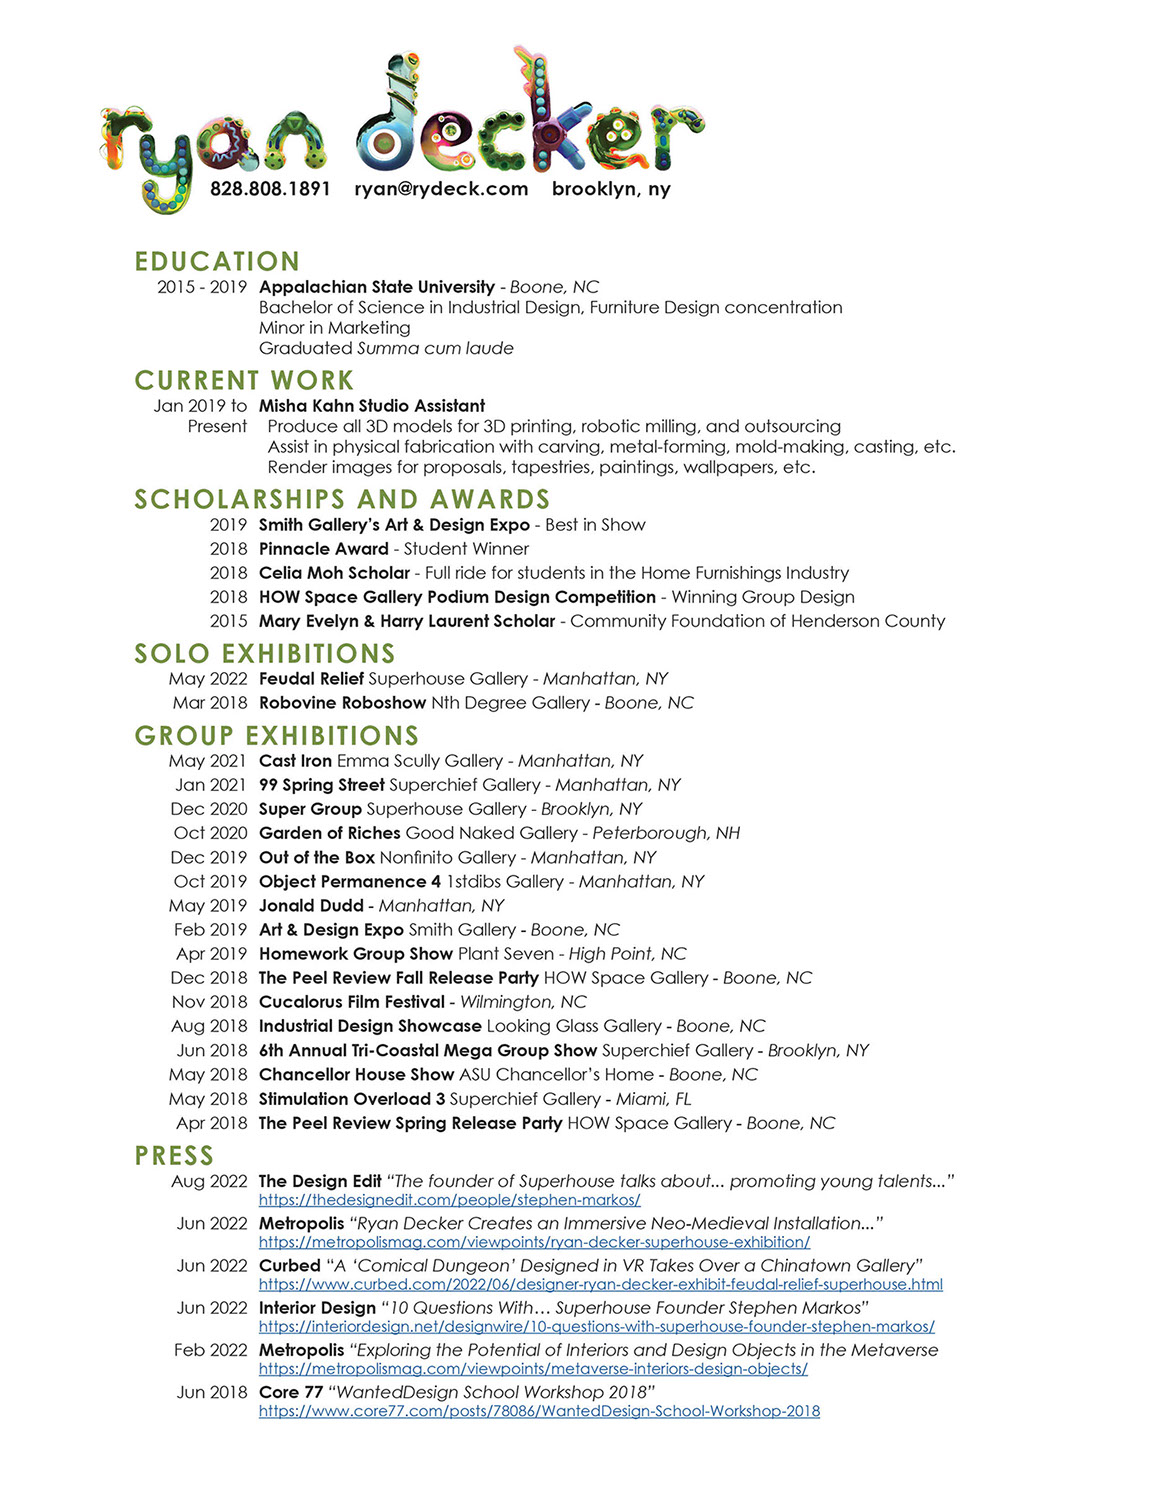 ryan decker
828.808.1891 ryan@rydeck.com brooklyn, ny
EDUCATION
2015 - 2019 Appalachian State University - Boone, NC
Bachelor of Science in Industrial Design, Furniture Design concentration
Minor in Marketing
Graduated Summa cum laude
CURRENT WORK
Jan 2019 to Misha Kahn Studio Assistant
Present Produce all 3D models for 3D printing, robotic milling, and outsourcing
Assist in physical fabrication with carving, metal-forming, mold-making, casting, etc.
Render images for proposals, tapestries, paintings, wallpapers, etc.
SCHOLARSHIPS AND AWARDS
2019 Smith Gallery's Art & Design Expo - Best in Show
2018 Pinnacle Award - Student Winner
2018 Celia Moh Scholar - Full ride for students in the Home Furnishings Industry
2018 HOW Space Gallery Podium Design Competition - Winning Group Design
2015 Mary Evelyn & Harry Laurent Scholar - Community Foundation of Henderson County
SOLO EXHIBITIONS
May 2022 Feudal Relief Superhouse Gallery - Manhattan, NY
Mar 2018 Robovine Roboshow Nth Degree Gallery - Boone, NC
GROUP EXHIBITIONS
May 2021 Cast Iron Emma Scully Gallery - Manhattan, NY
Jan 2021 99 Spring Street Superchief Gallery - Manhattan, NY
Dec 2020 Super Group Superhouse Gallery - Brooklyn, NY
Oct 2020 Garden of Riches Good Naked Gallery - Peterborough, NH
Dec 2019 Out of the Box Nonfinito Gallery - Manhattan, NY
Oct 2019 Object Permanence 4 1stdibs Gallery - Manhattan, NY
May 2019 Jonald Dudd - Manhattan, NY
Feb 2019 Art & Design Expo Smith Gallery - Boone, NC
Apr 2019 Homework Group Show Plant Seven - High Point, NC
Dec 2018 The Peel Review Fall Release Party HOW Space Gallery - Boone, NC
Nov 2018 Cucalorus Film Festival - Wilmington, NC
Aug 2018 Industrial Design Showcase Looking Glass Gallery - Boone, NC
Jun 2018 6th Annual Tri-Coastal Mega Group Show Superchief Gallery - Brooklyn, NY
May 2018 Chancellor House Show ASU Chancellor's Home - Boone, NC
May 2018 Stimulation Overload 3 Superchief Gallery - Miami, FL
Apr 2018 The Peel Review Spring Release Party HOW Space Gallery - Boone, NC
PRESS
Aug 2022 The Design Edit “The founder of Superhouse talks about... promoting young talents...”
https://thedesignedit.com/people/stephen-markos/
Jun 2022 Metropolis “Ryan Decker Creates an Immersive Neo-Medieval Installation...”
https://metropolismag.com/viewpoints/ryan-decker-superhouse-exhibition/
Jun 2022 Curbed “A ‘Comical Dungeon’ Designed in VR Takes Over a Chinatown Gallery”
https://www.curbed.com/2022/06/designer-ryan-decker-exhibit-feudal-relief-superhouse.html
Jun 2022 Interior Design “10 Questions With… Superhouse Founder Stephen Markos”
https://interiordesign.net/designwire/10-questions-with-superhouse-founder-stephen-markos/
Feb 2022 Metropolis “Exploring the Potential of Interiors and Design Objects in the Metaverse
https://metropolismag.com/viewpoints/metaverse-interiors-design-objects/
Jun 2018 Core 77 “WantedDesign School Workshop 2018”
https://www.core77.com/posts/78086/WantedDesign-School-Workshop-2018